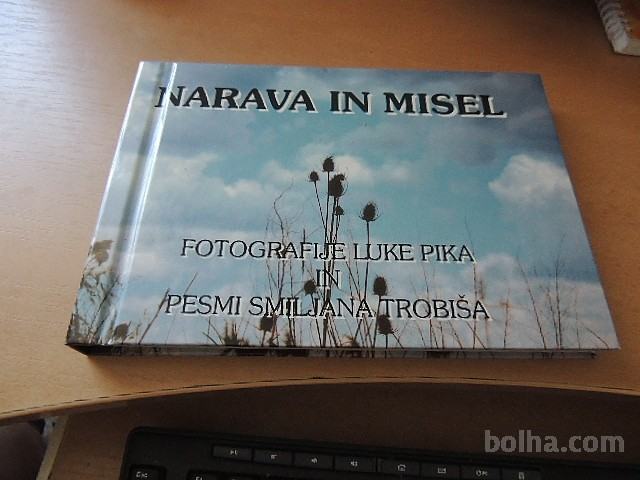 NARAVA IN MISEL
FOTOGRAFIJE LUKE PIKA
IN
PESMI SMILJANA TROBIŠA
bolha.com